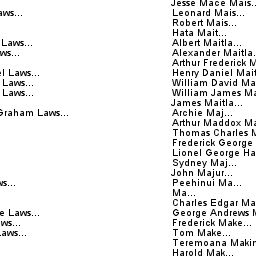 Jesse Mace Mais...
aws... Leonard Mais...
Robert Mais...
Hata Mait...
Laws... Albert Maitla...
ws... Alexander Maitla.
Arthur Frederick M
l Laws... Henry Daniel Mait
Laws... William David Ma
Laws... William James Ma
James Maitla...
Graham Laws... Archie Maj...
Arthur Maddox Ma
Thomas Charles M
Frederick George
Lionel George Ha
Sydney Maj...
John Majur...
s... Peehinui Ma...
Ma...
Charles Edgar Ma
e Laws... George Andrews M
ws... Frederick Make...
aws... Tom Make...
Teremoana Makin
Harold Mak...